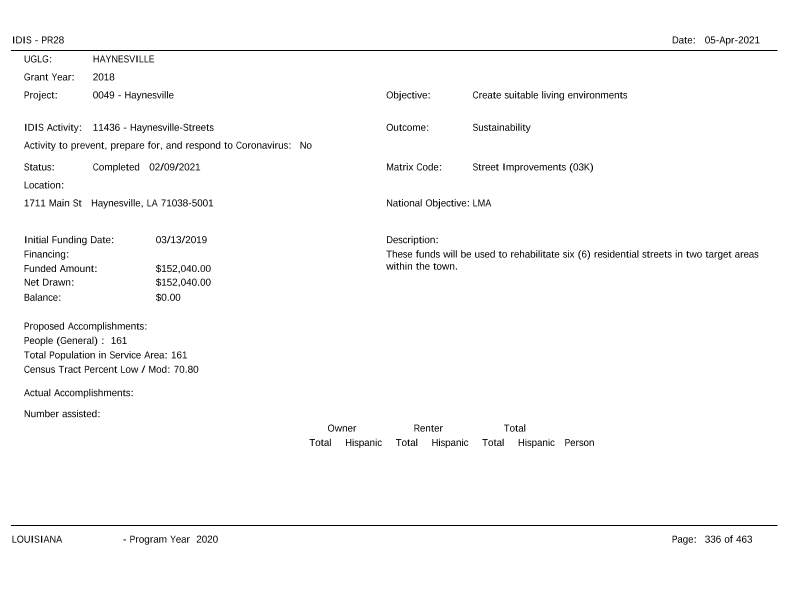 IDIS - PR28 Date: 05-Apr-2021
UGLG: HAYNESVILLE
Grant Year: 2018
Project: 0049 - Haynesville Objective: Create suitable living environments
IDIS Activity: 11436 - Haynesville-Streets Outcome: Sustainability
Activity to prevent, prepare for, and respond to Coronavirus: No
Status: Completed 02/09/2021 Matrix Code: Street Improvements (03K)
Location:
1711 Main St Haynesville, LA 71038-5001 National Objective: LMA
Initial Funding Date: 03/13/2019 Description:
Financing: These funds will be used to rehabilitate six (6) residential streets in two target areas
within the town.
Funded Amount: $152,040.00
Net Drawn: $152,040.00
Balance: $0.00
Proposed Accomplishments:
People (General) : 161
Total Population in Service Area: 161
Census Tract Percent Low / Mod: 70.80
Actual Accomplishments:
Number assisted:
Owner Renter Total
Total Hispanic Total Hispanic Total Hispanic Person
LOUISIANA - Program Year 2020 Page: 336 of 463